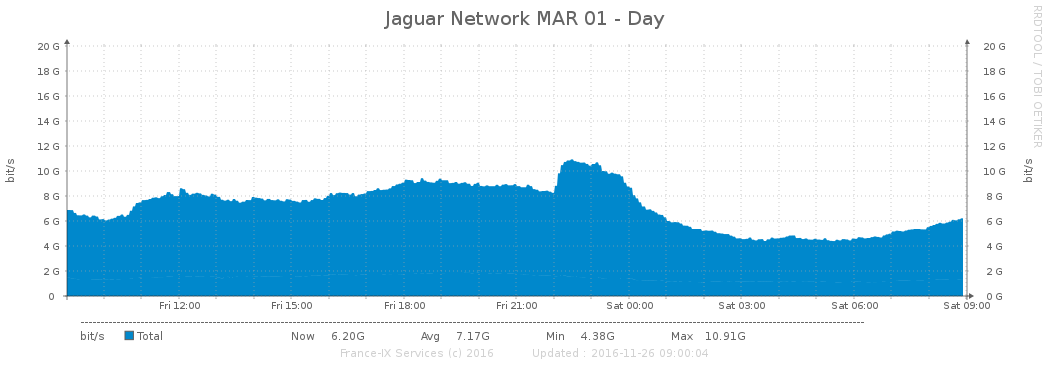 Jaguar Network MAR 01 - Day
RRDTOOL / TOBI OETIKER
bit/s
20 G 20 G
18 G 18 G
16 G 16 G
14 G 14 G
12 G 12 G
10 G 10 G
8 G 8 G
6 G 6 G
4 G 4 G
2 G 2 G
0 0 G
bit/s
Fri 12:00 Fri 15:00 Fri 18:00 Fri 21:00 Sat 00:00 Sat 03:00 Sat 06:00 Sat 09:00
bit/s Total Now 6.20G Avg 7.17G Min 4.38G Max 10.91G
France-IX Services (c) 2016 Updated : 2016-11-26 09:00:04